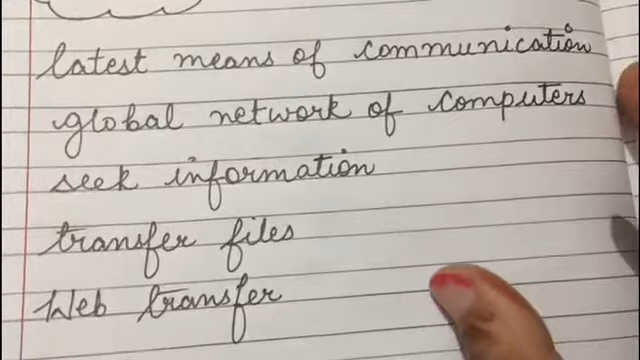 latest means of communication
global network of computers
seek information
transfer files
Web transfer